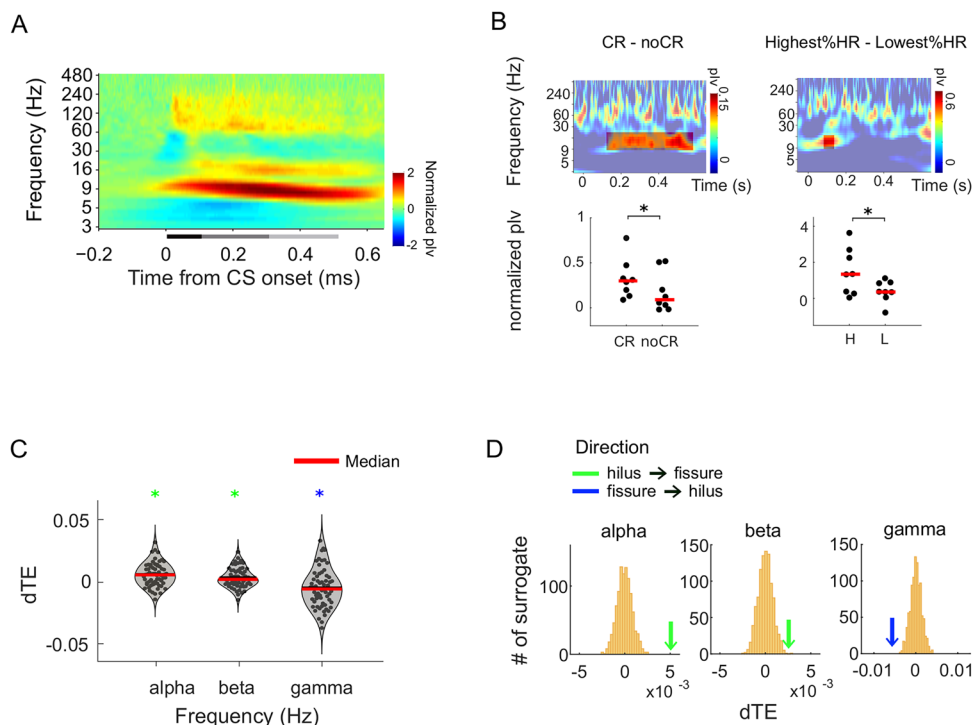 A
480
240
120
60
30
16
9
5
3
Frequency (Hz)
-0.2 0 0.2 0.4 0.6
Time from CS onset (ms)
2
0
-2
Normalized plv
B
CR - noCR
Highest%HR - Lowest%HR
240
60
30
9
5
Frequency (Hz)
0 0.2 0.4
Time (s)
plv
0.15
0
240
60
30
9
5
0 0.2 0.4
Time (s)
plv
0.6
0
normalized plv
1
0.5
0
*
CR noCR
4
2
0
*
H L
C
Median
* * *
0.05
0
-0.05
dTE
alpha beta gamma
Frequency (Hz)
D
Direction
hilus → fissure
fissure → hilus
# of surrogate
alpha
100
0
-5 0 5
x10 -3
beta
150
100
50
0
-5 0 5
x10 -3
gamma
150
100
50
0
-0.01 0 0.01
dTE